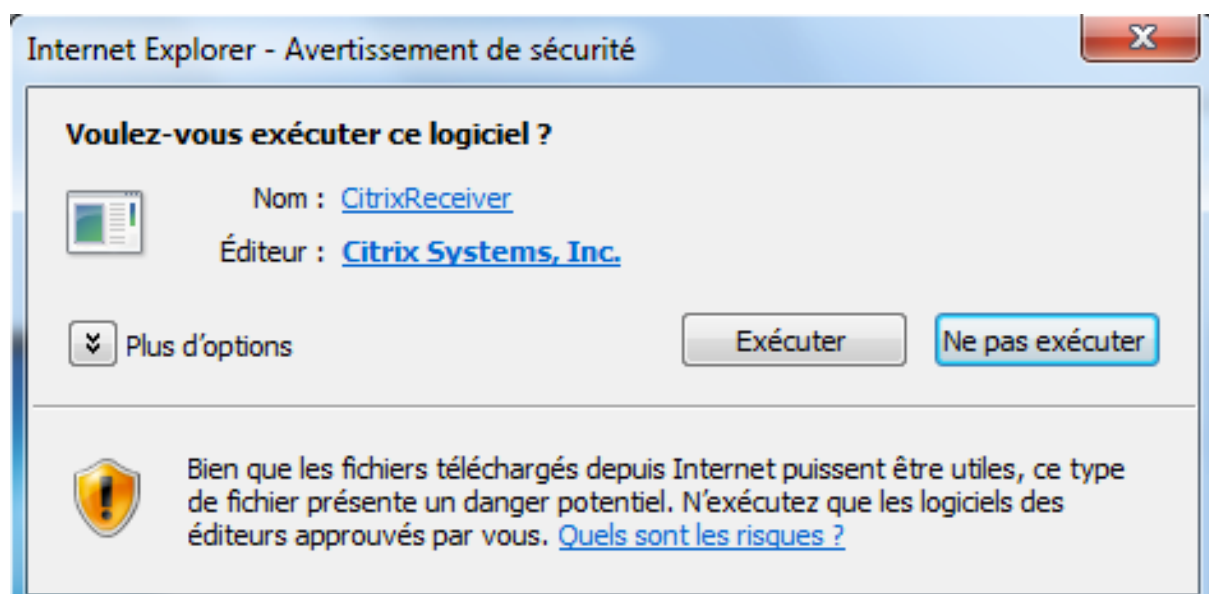 Internet Explorer - Avertissement de sécurité
Voulez-vous exécuter ce logiciel ?
Nom : CitrixReceiver
Éditeur : Citrix Systems, Inc.
Plus d’options
Exécuter
Ne pas exécuter
Bien que les fichiers téléchargés depuis Internet puissent être utiles, ce type
de fichier présente un danger potentiel. N’exécutez que les logiciels des
éditeurs approuvés par vous. Quels sont les risques ?